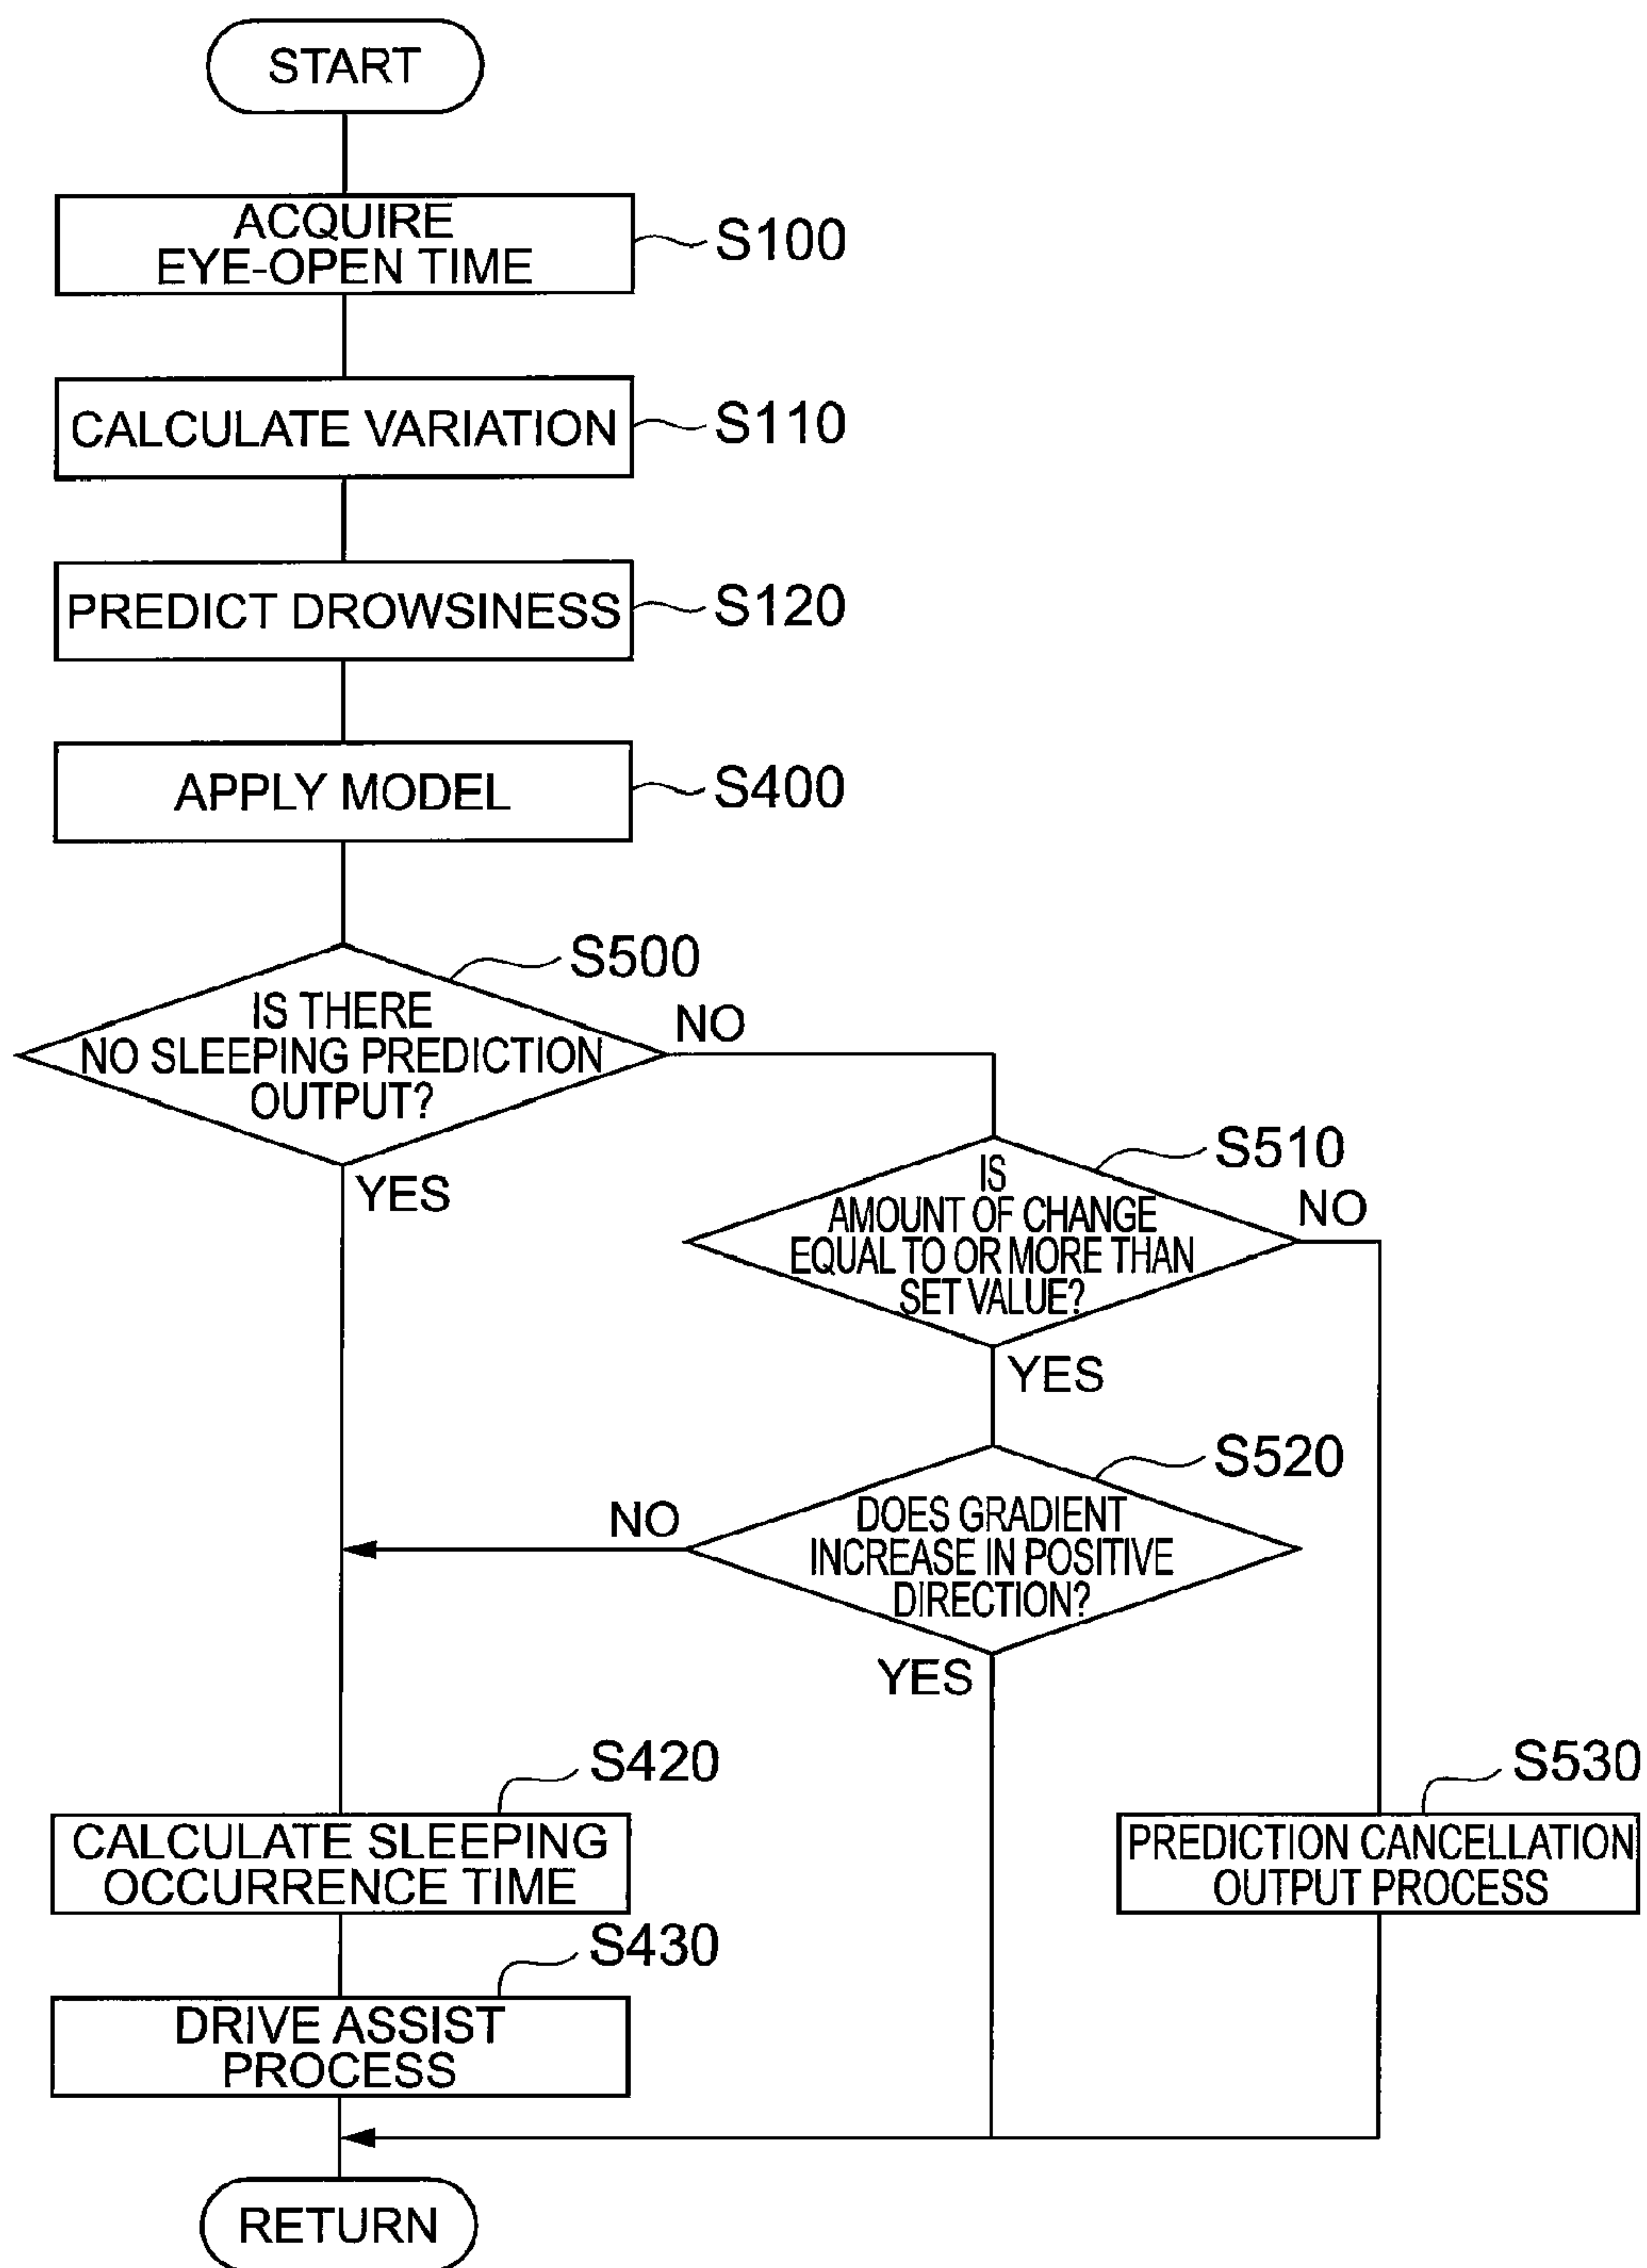 START
ACQUIRE
EYE-OPEN TIME
S100
CALCULATE VARIATION
S110
PREDICT DROWSINESS
S120
APPLY MODEL
S400
S500
IS THERE
NO SLEEPING PREDICTION
OUTPUT?
NO
YES
S510
IS
AMOUNT OF CHANGE
EQUAL TO OR MORE THAN
SET VALUE?
NO
YES
S520
DOES GRADIENT
INCREASE IN POSITIVE
DIRECTION?
NO
YES
S420
CALCULATE SLEEPING
OCCURRENCE TIME
S530
PREDICTION CANCELLATION
OUTPUT PROCESS
S430
DRIVE ASSIST
PROCESS
RETURN